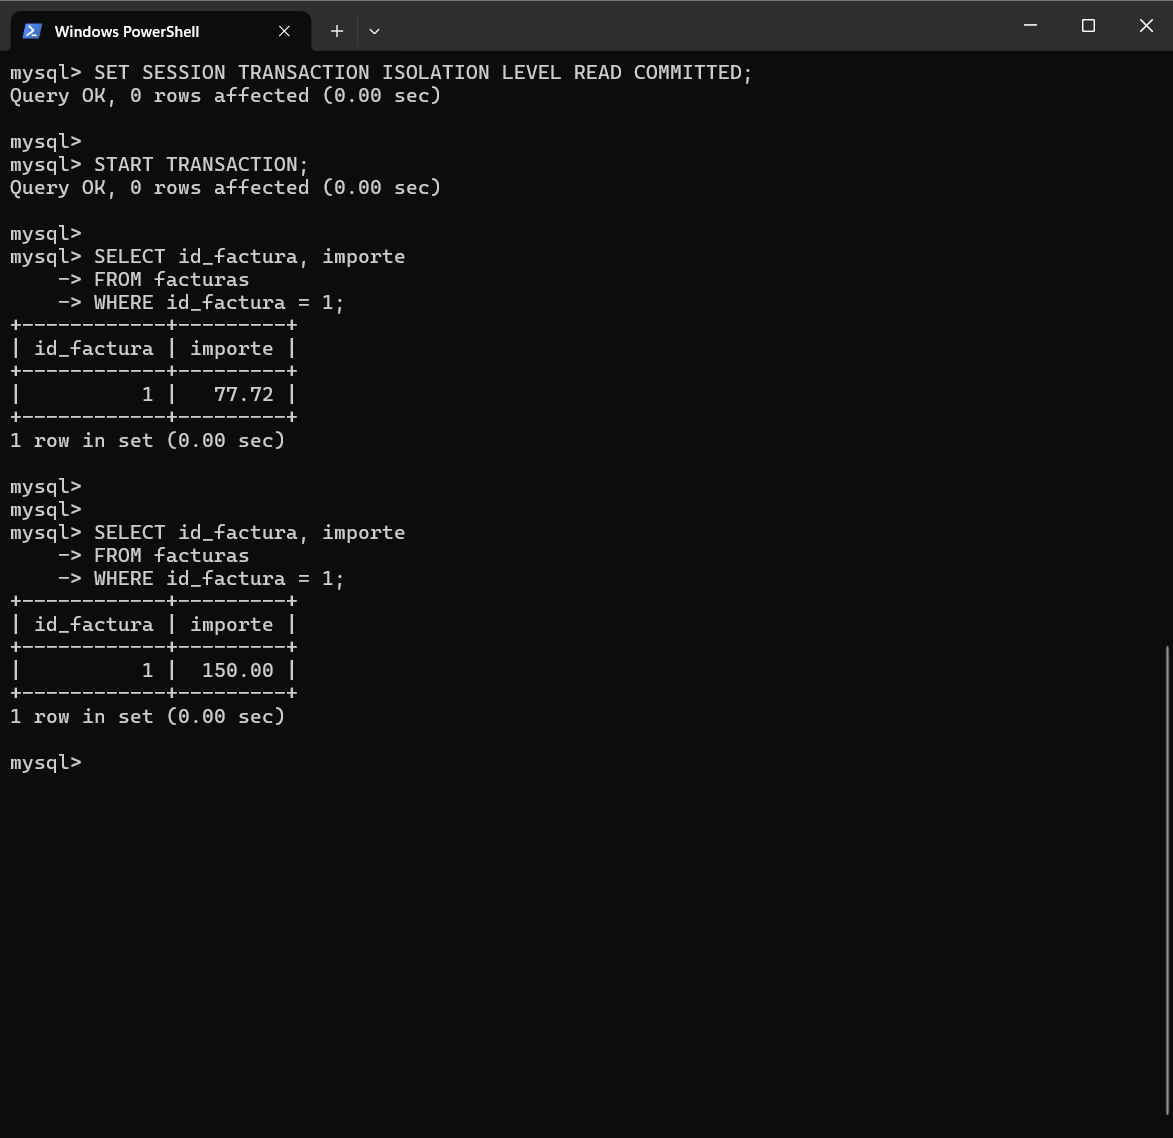 Windows PowerShell
mysql> SET SESSION TRANSACTION ISOLATION LEVEL READ COMMITTED;
Query OK, 0 rows affected (0.00 sec)
mysql>
mysql> START TRANSACTION;
Query OK, 0 rows affected (0.00 sec)
mysql>
mysql> SELECT id_factura, importe
    -> FROM facturas
    -> WHERE id_factura = 1;
+------------+---------+
| id_factura | importe |
+------------+---------+
|          1 |   77.72 |
+------------+---------+
1 row in set (0.00 sec)
mysql>
mysql>
mysql> SELECT id_factura, importe
    -> FROM facturas
    -> WHERE id_factura = 1;
+------------+---------+
| id_factura | importe |
+------------+---------+
|          1 |  150.00 |
+------------+---------+
1 row in set (0.00 sec)
mysql>